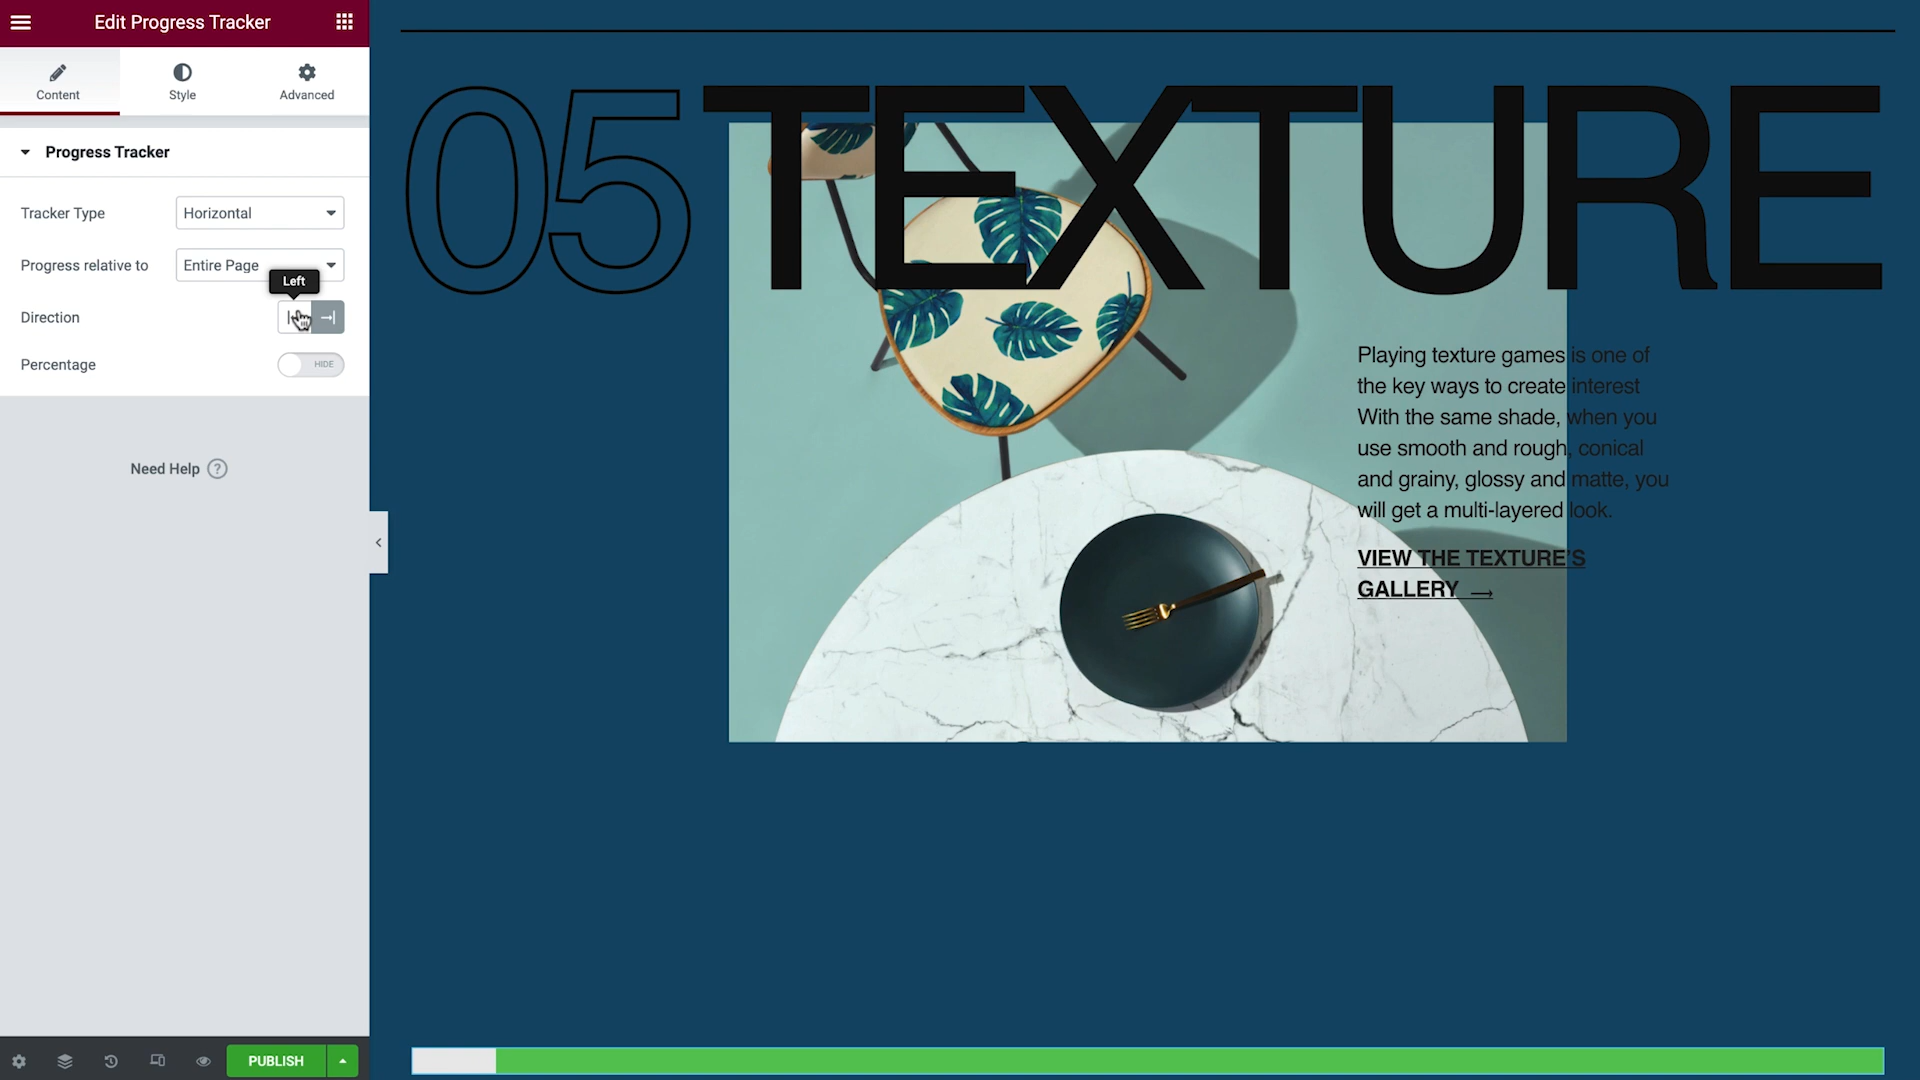 Edit Progress Tracker
Content
Style
Advanced
Progress Tracker
Tracker Type
Horizontal
Progress relative to
Entire Page
Left
Direction
Percentage
HIDE
Need Help ?
PUBLISH
05 TEXTURE
Playing texture games is one of
the key ways to create interest
With the same shade, when you
use smooth and rough, conical
and grainy, glossy and matte, you
will get a multi-layered look.
VIEW THE TEXTURE'S
GALLERY →